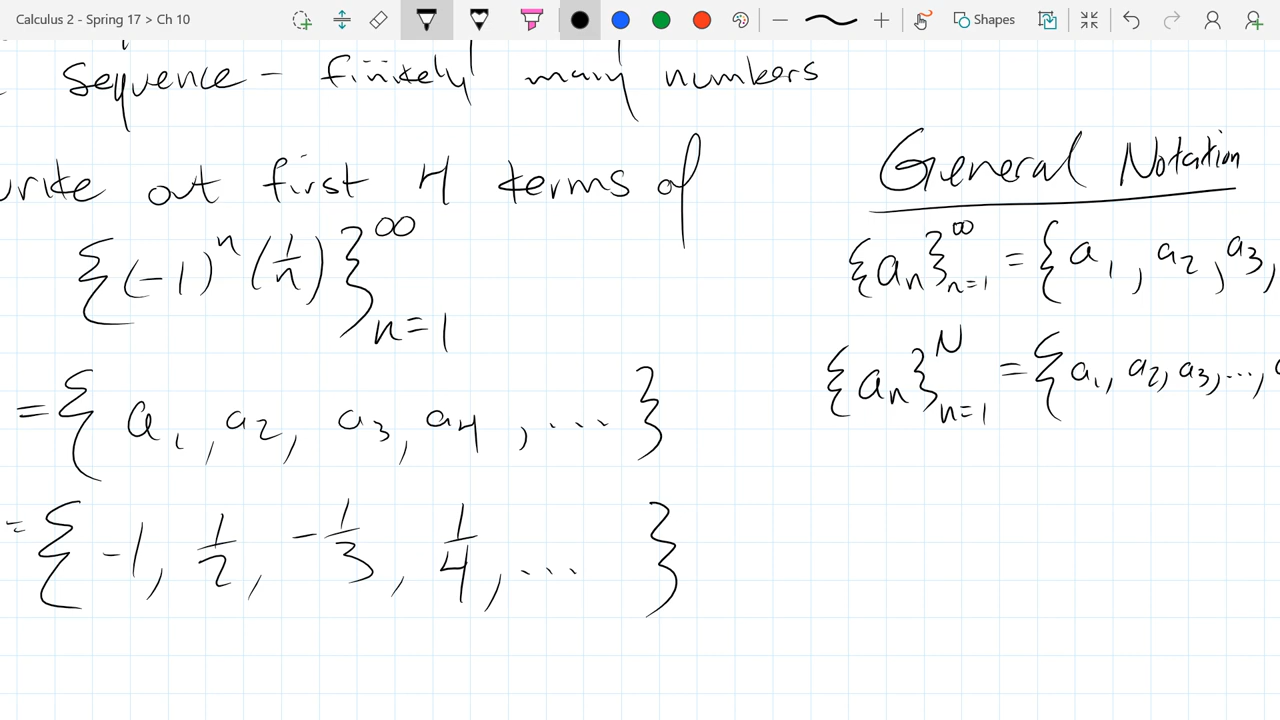 Calculus 2 - Spring 17 > Ch 10
Shapes
Sequence - finitely many numbers
write out first 4 terms of
{(-1)^n (1/n)}_{n=1}^∞
= { a_1, a_2, a_3, a_4, ... }
= { -1, 1/2, -1/3, 1/4, ... }
General Notation
{a_n}_{n=1}^∞ = {a_1, a_2, a_3,
{a_n}_{n=1}^N = {a_1, a_2, a_3, ..., a